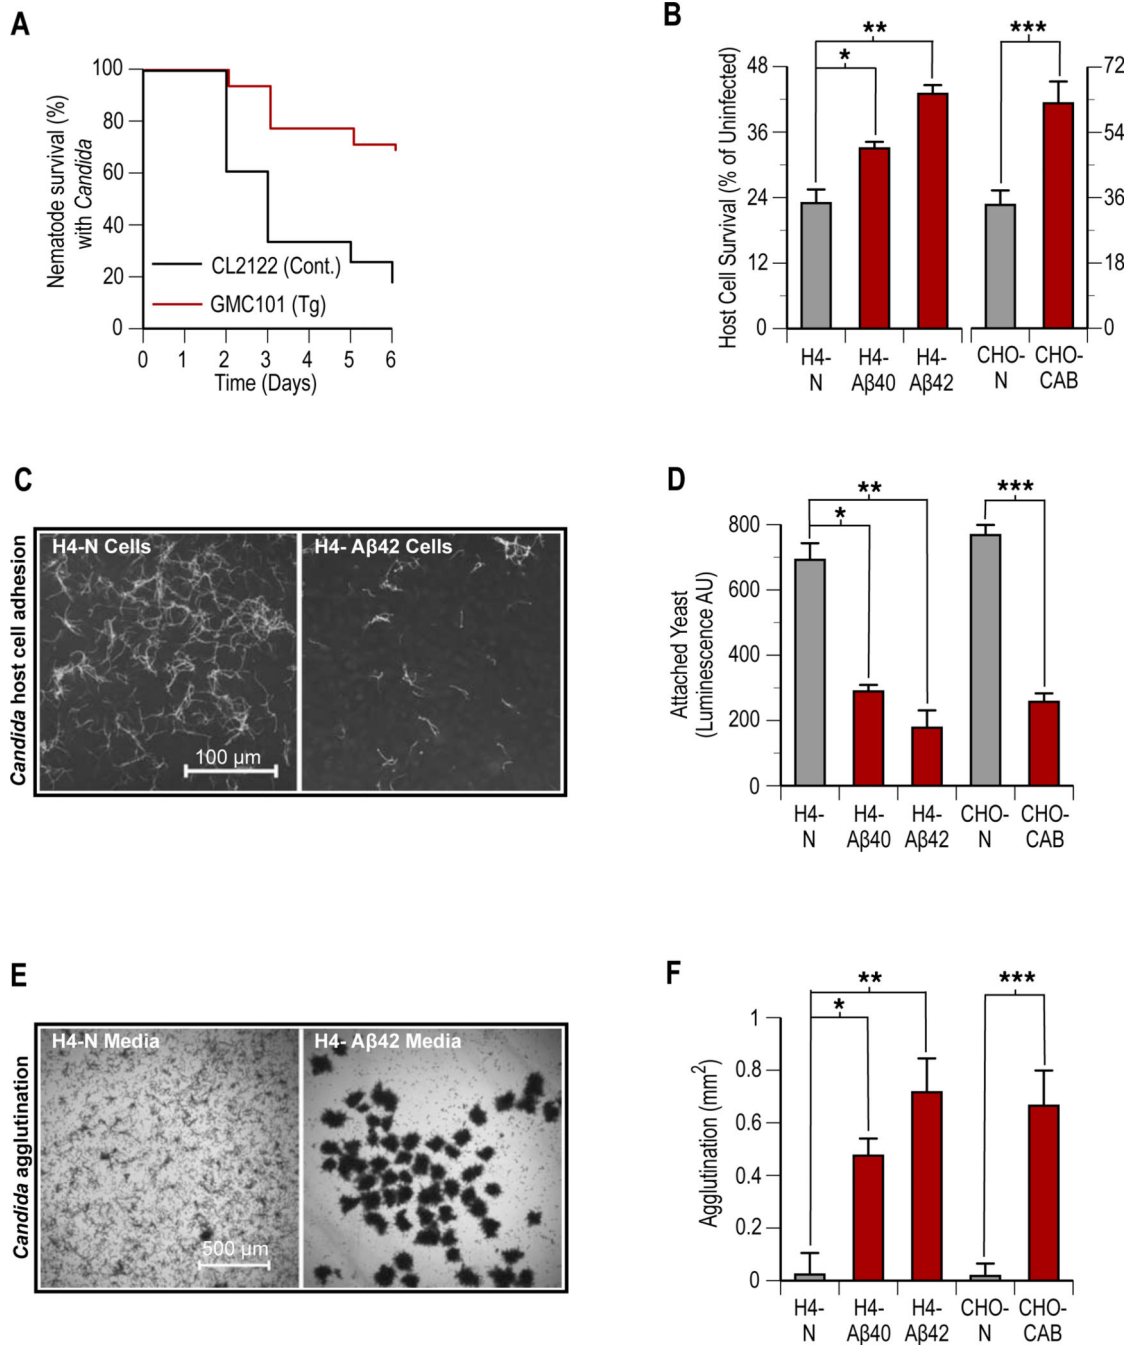 A
Nematode survival (%)
with Candida
100
80
60
40
20
0
CL2122 (Cont.)
GMC101 (Tg)
0 1 2 3 4 5 6
Time (Days)
B
Host Cell Survival (% of Uninfected)
48
36
24
12
0
* ** ***
72
54
36
18
0
H4- H4- H4- CHO- CHO-
N Aβ40 Aβ42 N CAB
C
Candida host cell adhesion
H4-N Cells
100 µm
H4- Aβ42 Cells
D
Attached Yeast
(Luminescence AU)
800
600
400
200
0
* ** ***
H4- H4- H4- CHO- CHO-
N Aβ40 Aβ42 N CAB
E
Candida agglutination
H4-N Media
500 µm
H4- Aβ42 Media
F
Agglutination (mm²)
1
0.8
0.6
0.4
0.2
0
* ** ***
H4- H4- H4- CHO- CHO-
N Aβ40 Aβ42 N CAB